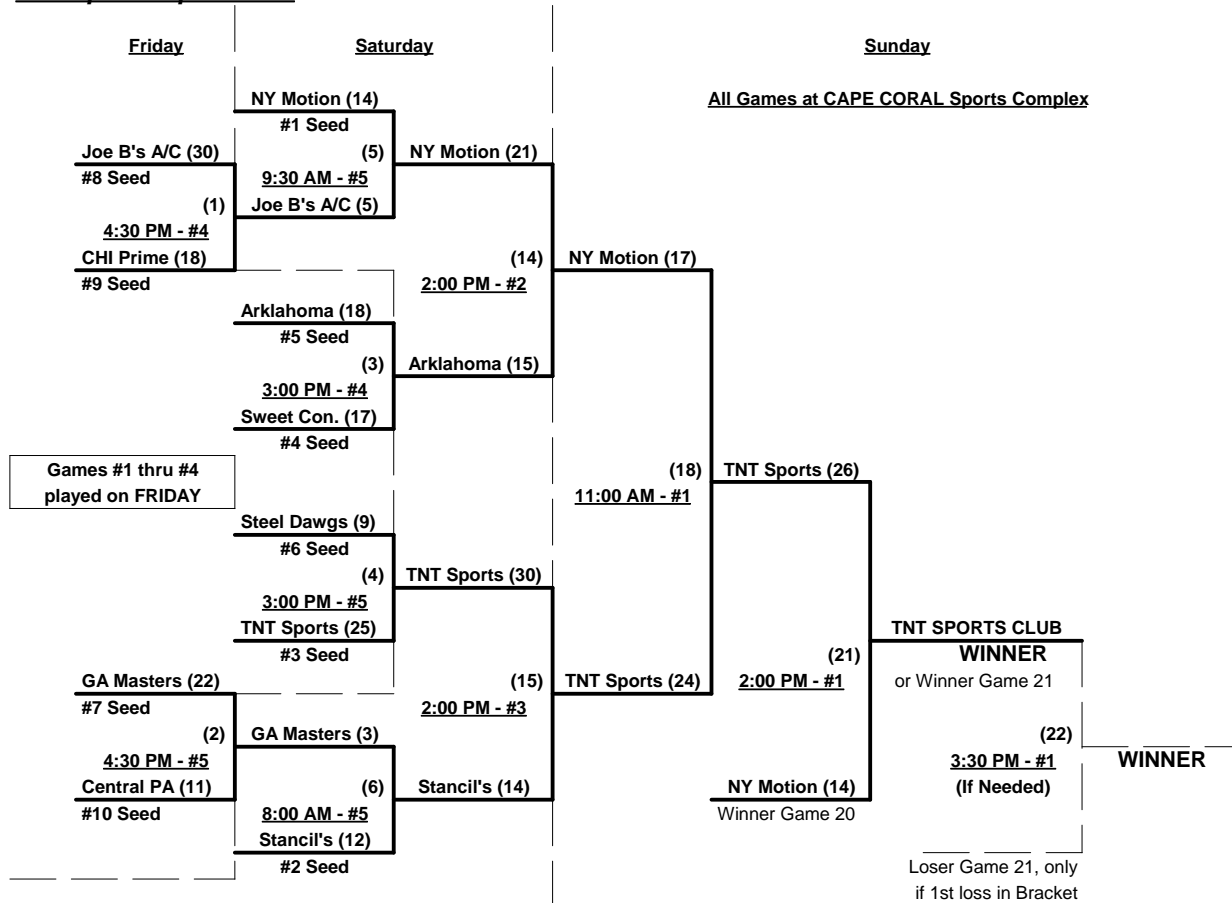 Friday
Saturday
Sunday
All Games at CAPE CORAL Sports Complex
NY Motion (14)
#1 Seed
Joe B's A/C (30)
#8 Seed
(5)
9:30 AM - #5
NY Motion (21)
(1)
4:30 PM - #4
Joe B's A/C (5)
CHI Prime (18)
#9 Seed
(14)
2:00 PM - #2
NY Motion (17)
Arklahoma (18)
#5 Seed
(3)
3:00 PM - #4
Arklahoma (15)
Sweet Con. (17)
#4 Seed
Games #1 thru #4
played on FRIDAY
(18)
11:00 AM - #1
TNT Sports (26)
Steel Dawgs (9)
#6 Seed
(4)
3:00 PM - #5
TNT Sports (30)
TNT Sports (25)
#3 Seed
TNT SPORTS CLUB
WINNER
or Winner Game 21
(21)
2:00 PM - #1
GA Masters (22)
#7 Seed
(15)
2:00 PM - #3
TNT Sports (24)
(2)
4:30 PM - #5
GA Masters (3)
(22)
3:30 PM - #1
(If Needed)
WINNER
Central PA (11)
#10 Seed
(6)
8:00 AM - #5
Stancil's (14)
NY Motion (14)
Winner Game 20
Stancil's (12)
#2 Seed
Loser Game 21, only
if 1st loss in Bracket